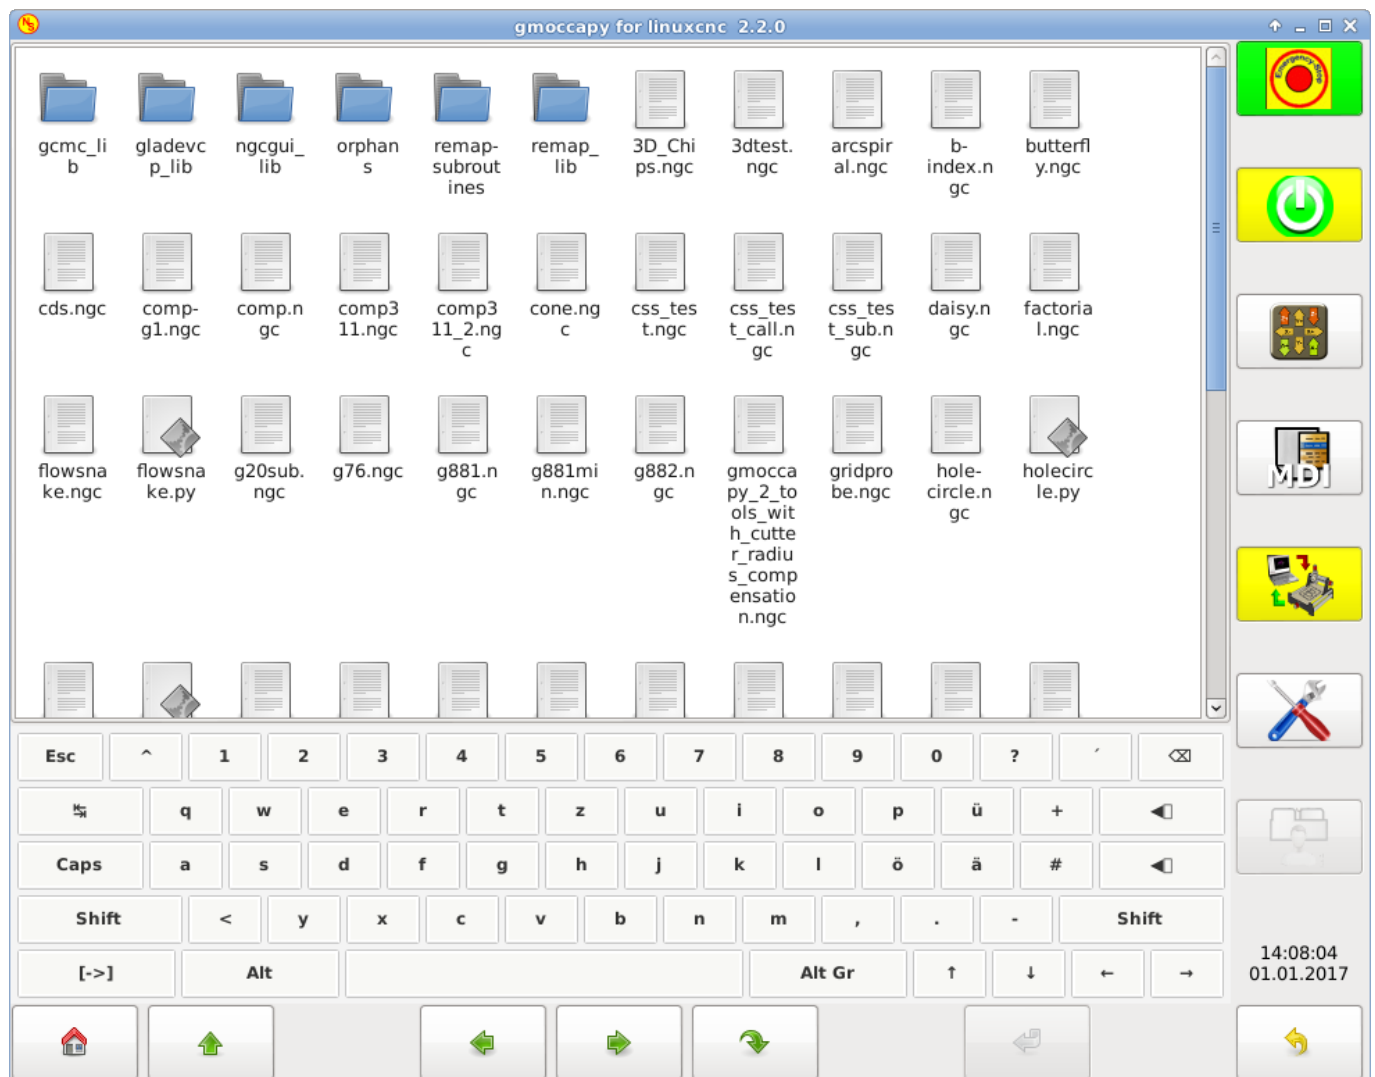 gmoccapy for linuxcnc 2.2.0
gcmc_li
b
gladevc
p_lib
ngcgui_
lib
orphan
s
remap-
subrout
ines
remap_
lib
3D_Chi
ps.ngc
3dtest.
ngc
arcspir
al.ngc
b-
index.n
gc
butterfl
y.ngc
cds.ngc
comp-
g1.ngc
comp.n
gc
comp3
11.ngc
comp3
11_2.ng
c
cone.ng
c
css_tes
t.ngc
css_tes
t_call.n
gc
css_tes
t_sub.n
gc
daisy.n
gc
factoria
l.ngc
flowsna
ke.ngc
flowsna
ke.py
g20sub.
ngc
g76.ngc
g881.n
gc
g881mi
n.ngc
g882.n
gc
gmocca
py_2_to
ols_wit
h_cutte
r_radiu
s_comp
ensatio
n.ngc
gridpro
be.ngc
hole-
circle.n
gc
holecirc
le.py
Emergency-Stop
MDI
Esc ^ 1 2 3 4 5 6 7 8 9 0 ? ´ ⌫
↹ q w e r t z u i o p ü +
Caps a s d f g h j k l ö ä #
Shift < y x c v b n m , . - Shift
[->] Alt Alt Gr ↑ ↓ ← →
14:08:04
01.01.2017